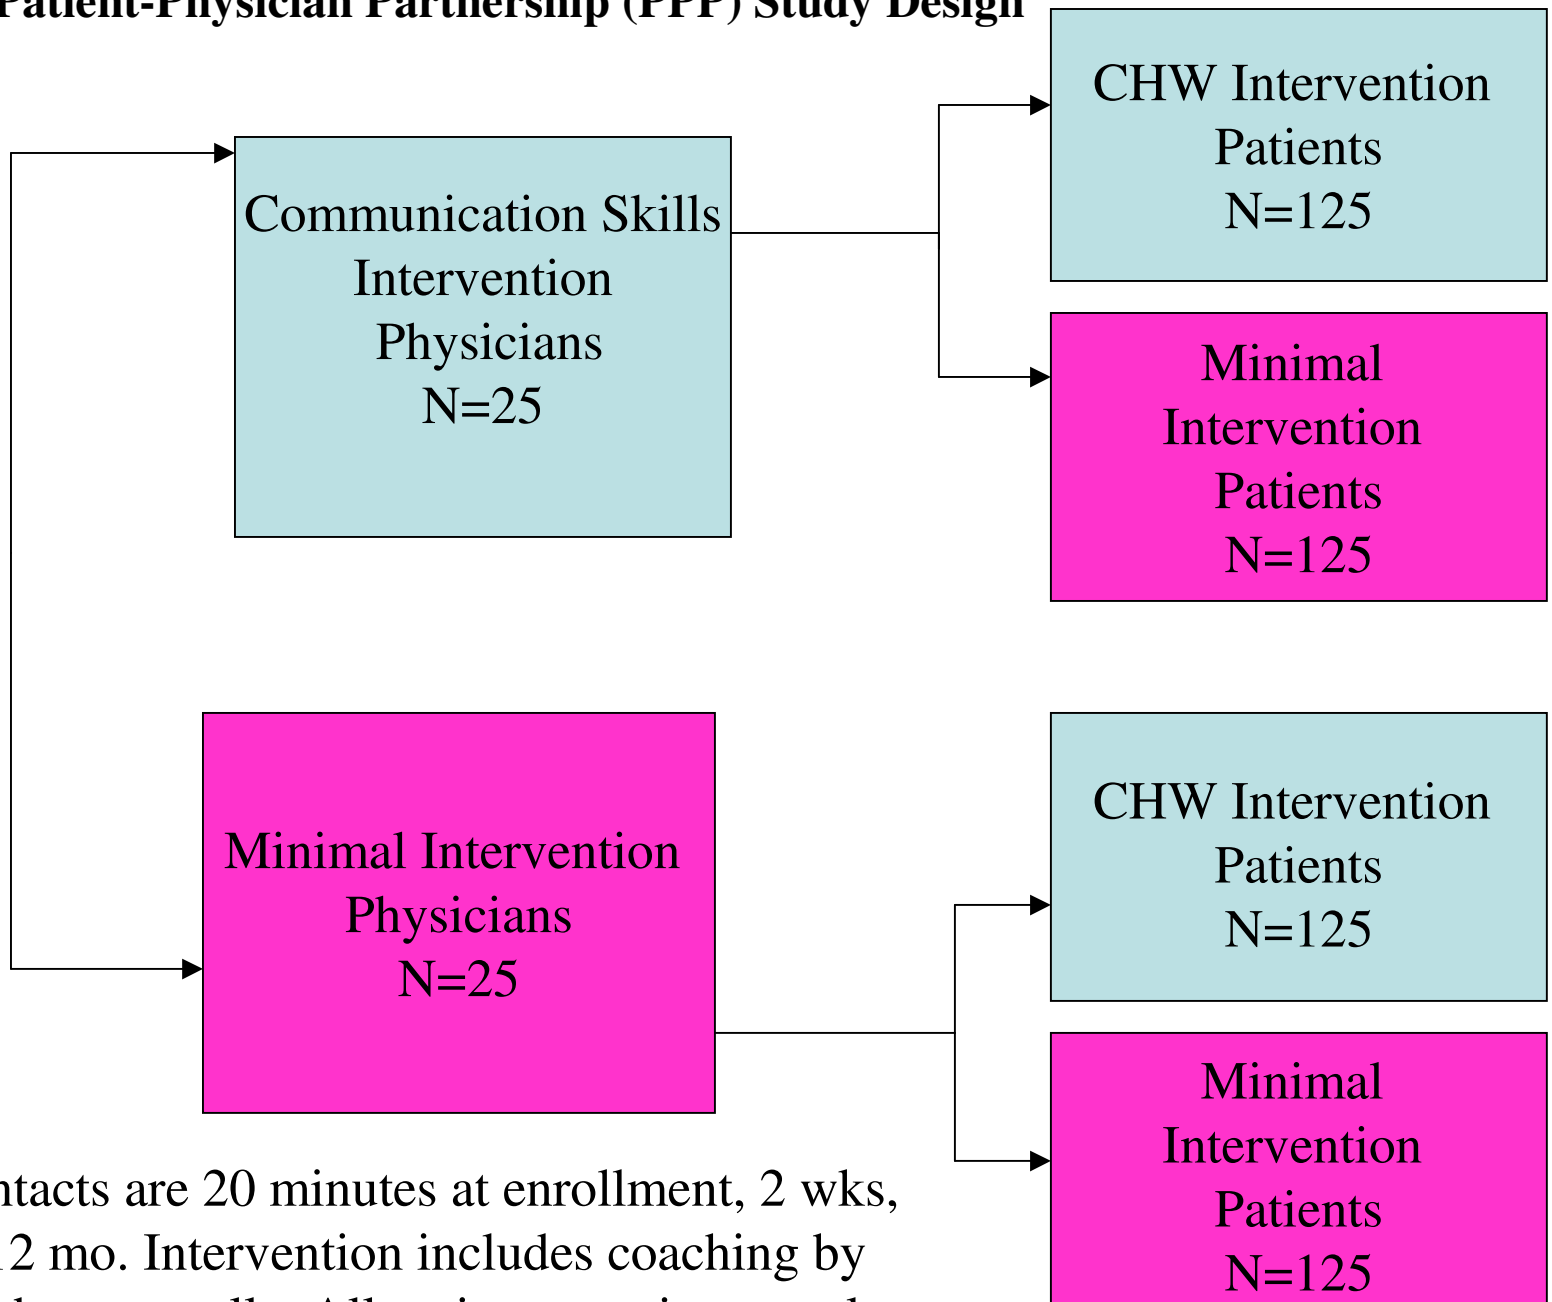 Patient-Physician Partnership (PPP) Study Design
CHW Intervention
Patients
N=125
Communication Skills
Intervention
Physicians
N=25
Minimal
Intervention
Patients
N=125
Minimal Intervention
Physicians
N=25
CHW Intervention
Patients
N=125
Minimal
Intervention
Patients
N=125
ntacts are 20 minutes at enrollment, 2 wks,
12 mo. Intervention includes coaching by